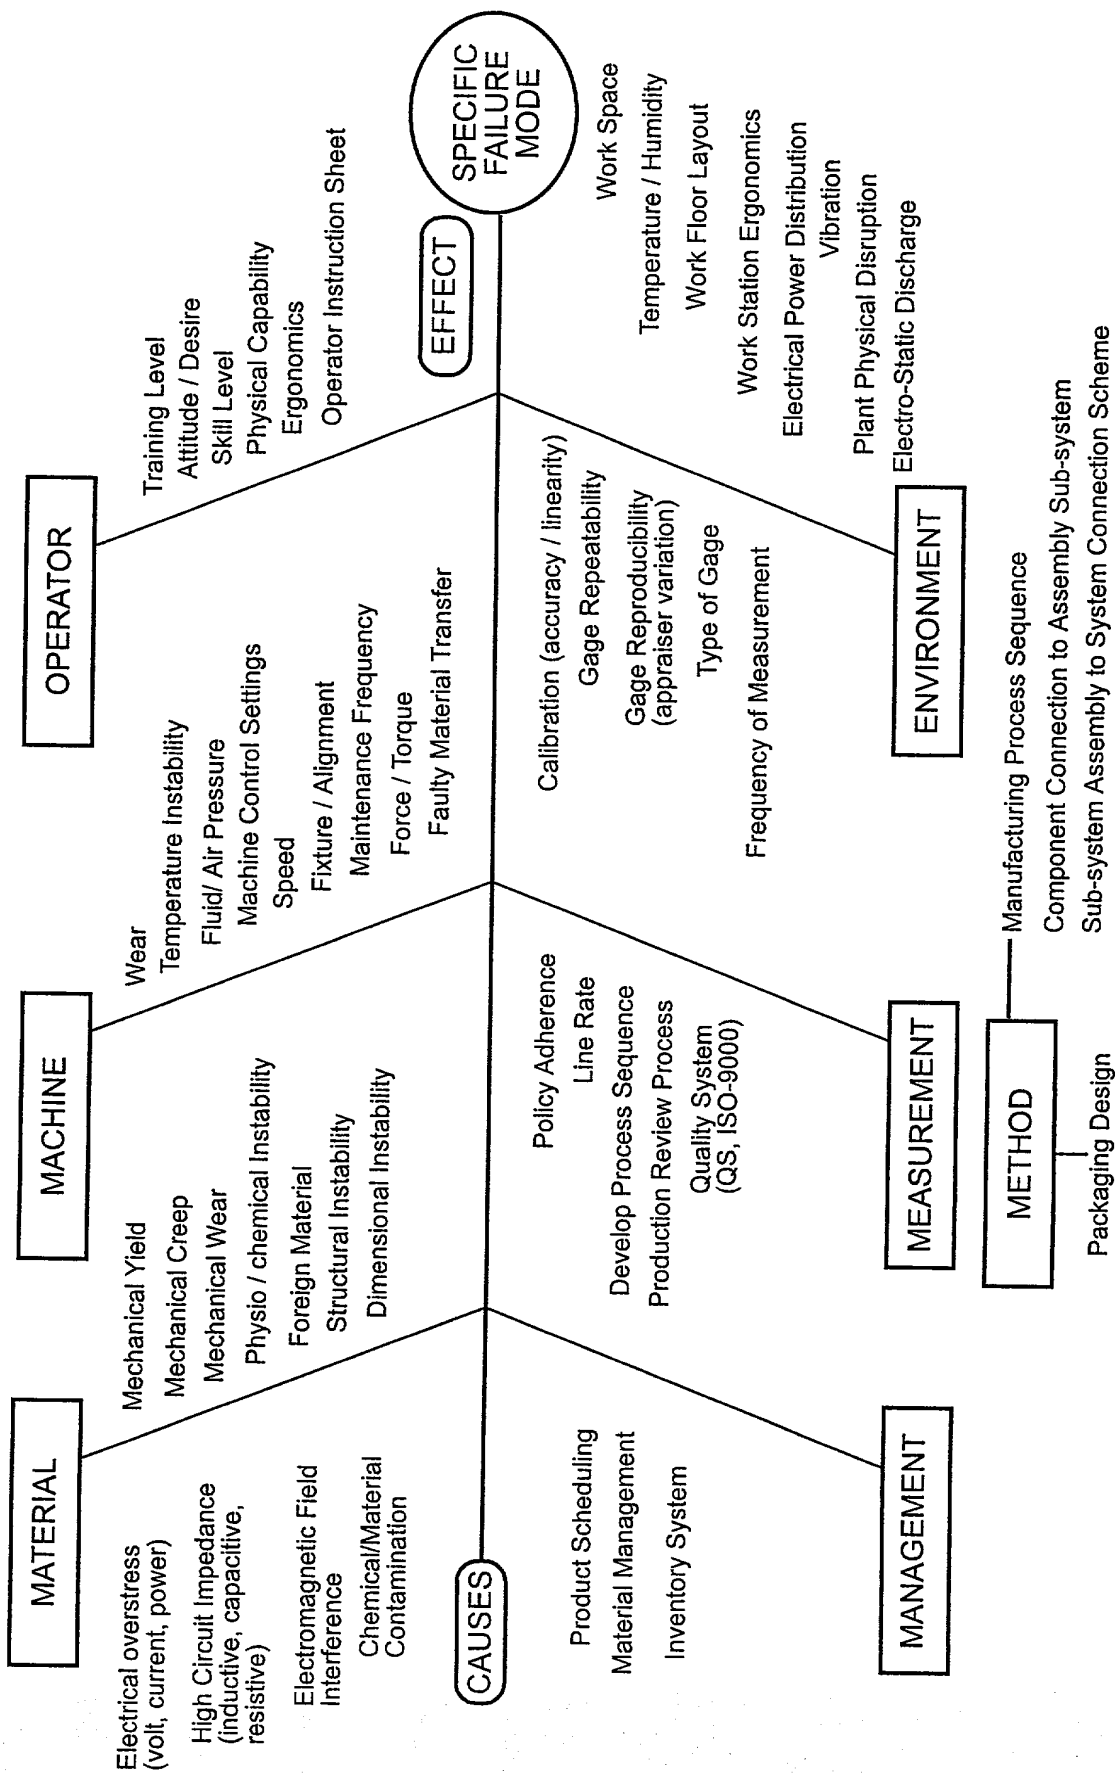 MATERIAL
Electrical overstress
(volt, current, power)
High Circuit Impedance
(inductive, capacitive,
resistive)
Electromagnetic Field
Interference
Chemical/Material
Contamination
Mechanical Yield
Mechanical Creep
Mechanical Wear
Physio / chemical Instability
Foreign Material
Structural Instability
Dimensional Instability
MACHINE
Wear
Temperature Instability
Fluid/ Air Pressure
Machine Control Settings
Speed
Fixture / Alignment
Maintenance Frequency
Force / Torque
Faulty Material Transfer
OPERATOR
Training Level
Attitude / Desire
Skill Level
Physical Capability
Ergonomics
Operator Instruction Sheet
CAUSES
EFFECT
SPECIFIC
FAILURE
MODE
Product Scheduling
Material Management
Inventory System
Policy Adherence
Line Rate
Develop Process Sequence
Production Review Process
Quality System
(QS, ISO-9000)
MANAGEMENT
Calibration (accuracy / linearity)
Gage Repeatability
Gage Reproducibility
(appraiser variation)
Type of Gage
Frequency of Measurement
MEASUREMENT
Work Space
Temperature / Humidity
Work Floor Layout
Work Station Ergonomics
Electrical Power Distribution
Vibration
Plant Physical Disruption
Electro-Static Discharge
ENVIRONMENT
METHOD
Manufacturing Process Sequence
Component Connection to Assembly Sub-system
Sub-system Assembly to System Connection Scheme
Packaging Design